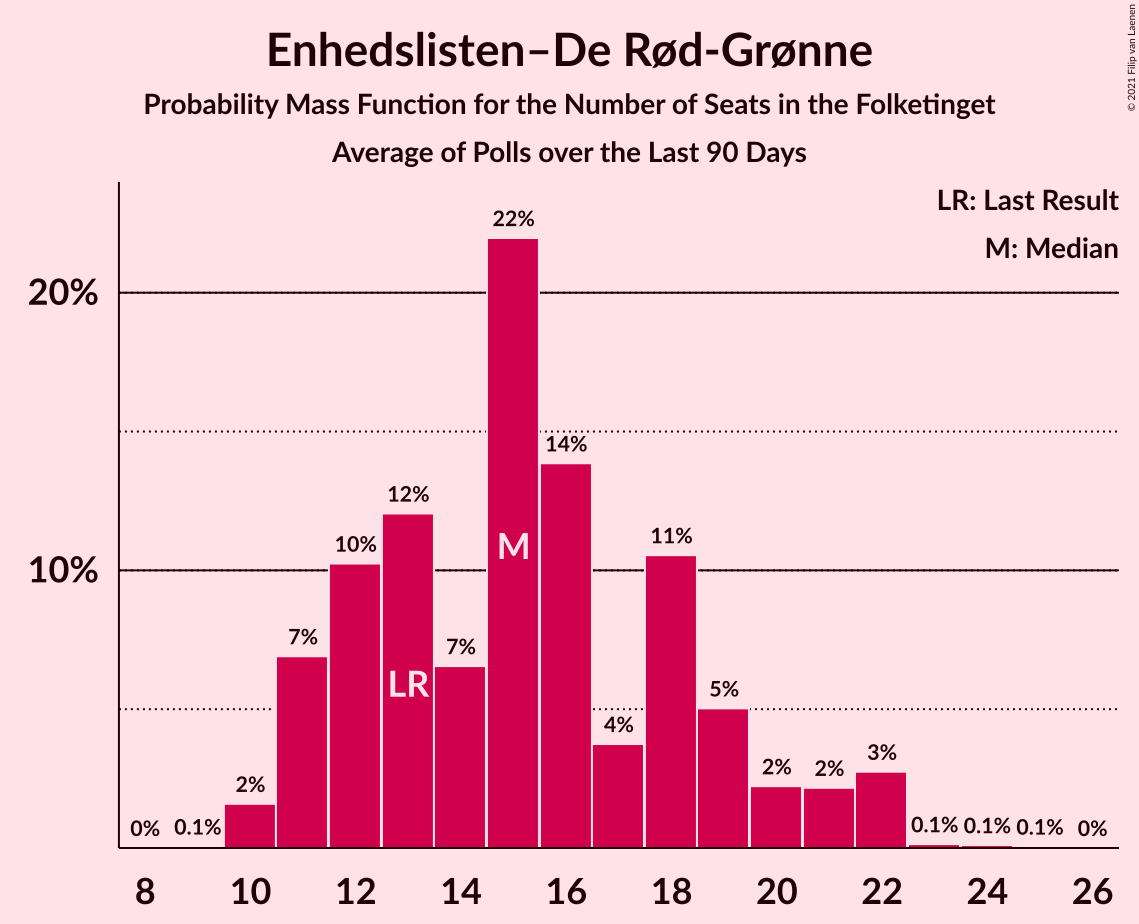 Enhedslisten–De Rød-Grønne
Probability Mass Function for the Number of Seats in the Folketinget
Average of Polls over the Last 90 Days
© 2021 Filip van Laenen
LR: Last Result
M: Median
20%
10%
0%
0.1%
2%
7%
10%
12%
LR
7%
22%
M
14%
4%
11%
5%
2%
2%
3%
0.1%
0.1%
0.1%
0%
8 10 12 14 16 18 20 22 24 26